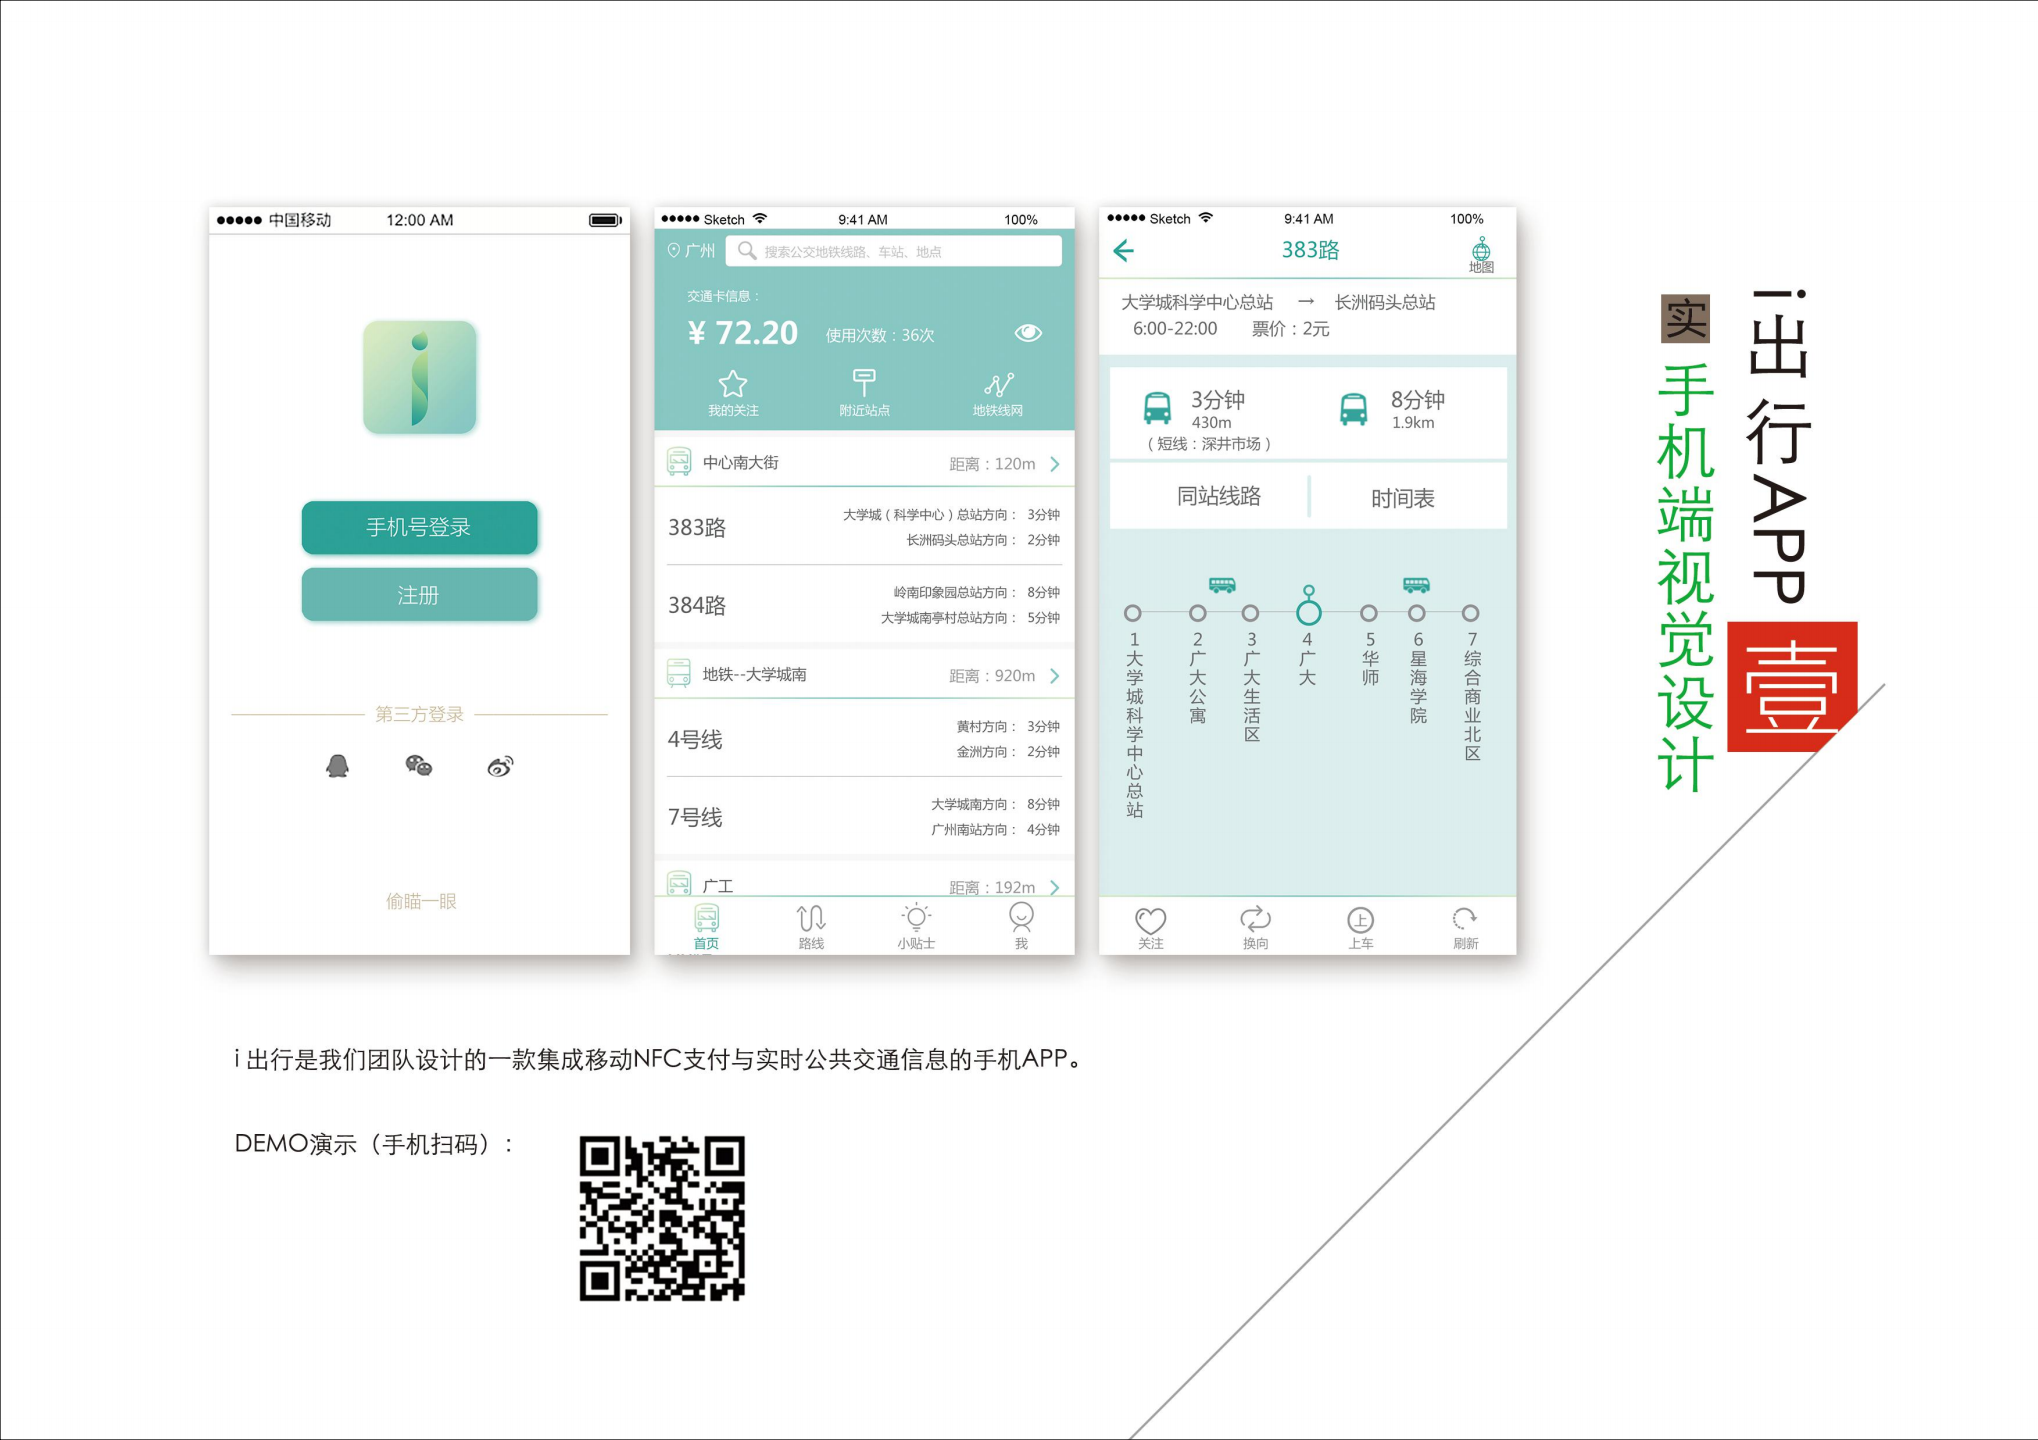 中国移动 12:00 AM
手机号登录
注册
第三方登录
偷瞄一眼
Sketch 9:41 AM 100%
广州 搜索公交地铁线路、车站、地点
交通卡信息：
¥ 72.20 使用次数：36次
我的关注 附近站点 地铁线网
中心南大街 距离：120m
383路
大学城（科学中心）总站方向： 3分钟
长洲码头总站方向： 2分钟
384路
岭南印象园总站方向： 8分钟
大学城南亭村总站方向： 5分钟
地铁--大学城南 距离：920m
4号线
黄村方向： 3分钟
金洲方向： 2分钟
7号线
大学城南方向： 8分钟
广州南站方向： 4分钟
广工 距离：192m
首页 路线 小贴士 我
Sketch 9:41 AM 100%
383路
地图
大学城科学中心总站 → 长洲码头总站
6:00-22:00 票价：2元
3分钟
430m
（短线：深井市场）
8分钟
1.9km
同站线路 时间表
1大学城科学中心总站
2广大公寓
3广大生活区
4广大
5华师
6星海学院
7综合商业北区
关注 换向 上 上车 刷新
i出行APP壹
实 手机端视觉设计
i 出行是我们团队设计的一款集成移动NFC支付与实时公共交通信息的手机APP。
DEMO演示（手机扫码）：